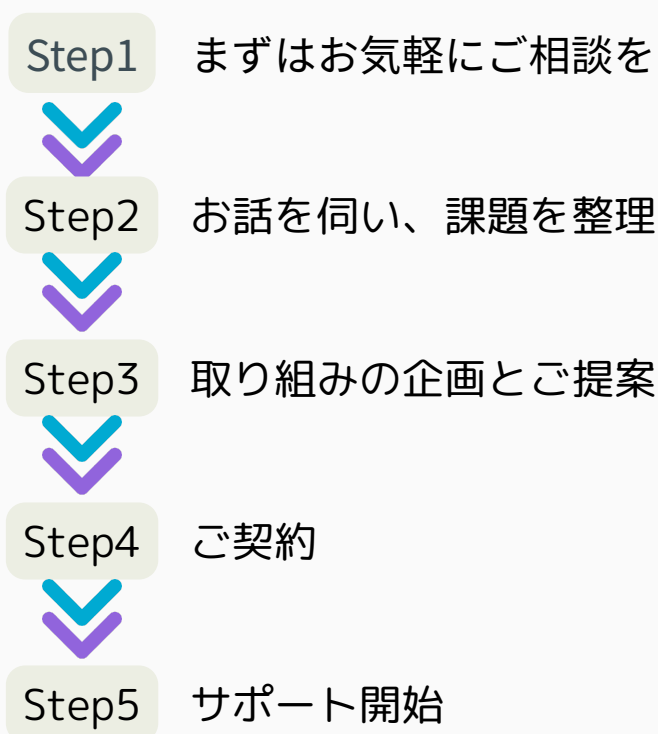 Step1 まずはお気軽にご相談を
Step2 お話を伺い、課題を整理
Step3 取り組みの企画とご提案
Step4 ご契約
Step5 サポート開始